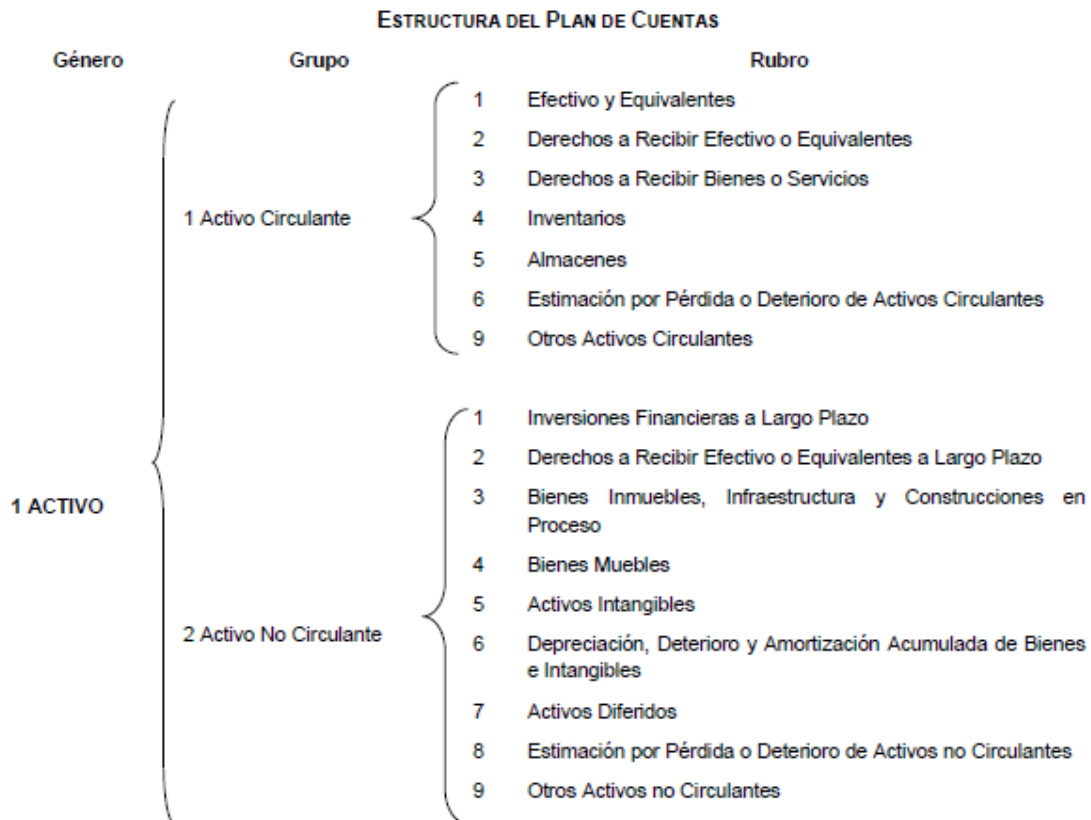 ESTRUCTURA DEL PLAN DE CUENTAS
Género Grupo Rubro
1 Efectivo y Equivalentes
2 Derechos a Recibir Efectivo o Equivalentes
3 Derechos a Recibir Bienes o Servicios
1 Activo Circulante
4 Inventarios
5 Almacenes
6 Estimación por Pérdida o Deterioro de Activos Circulantes
9 Otros Activos Circulantes
1 ACTIVO
1 Inversiones Financieras a Largo Plazo
2 Derechos a Recibir Efectivo o Equivalentes a Largo Plazo
3 Bienes Inmuebles, Infraestructura y Construcciones en
Proceso
4 Bienes Muebles
5 Activos Intangibles
2 Activo No Circulante
6 Depreciación, Deterioro y Amortización Acumulada de Bienes
e Intangibles
7 Activos Diferidos
8 Estimación por Pérdida o Deterioro de Activos no Circulantes
9 Otros Activos no Circulantes